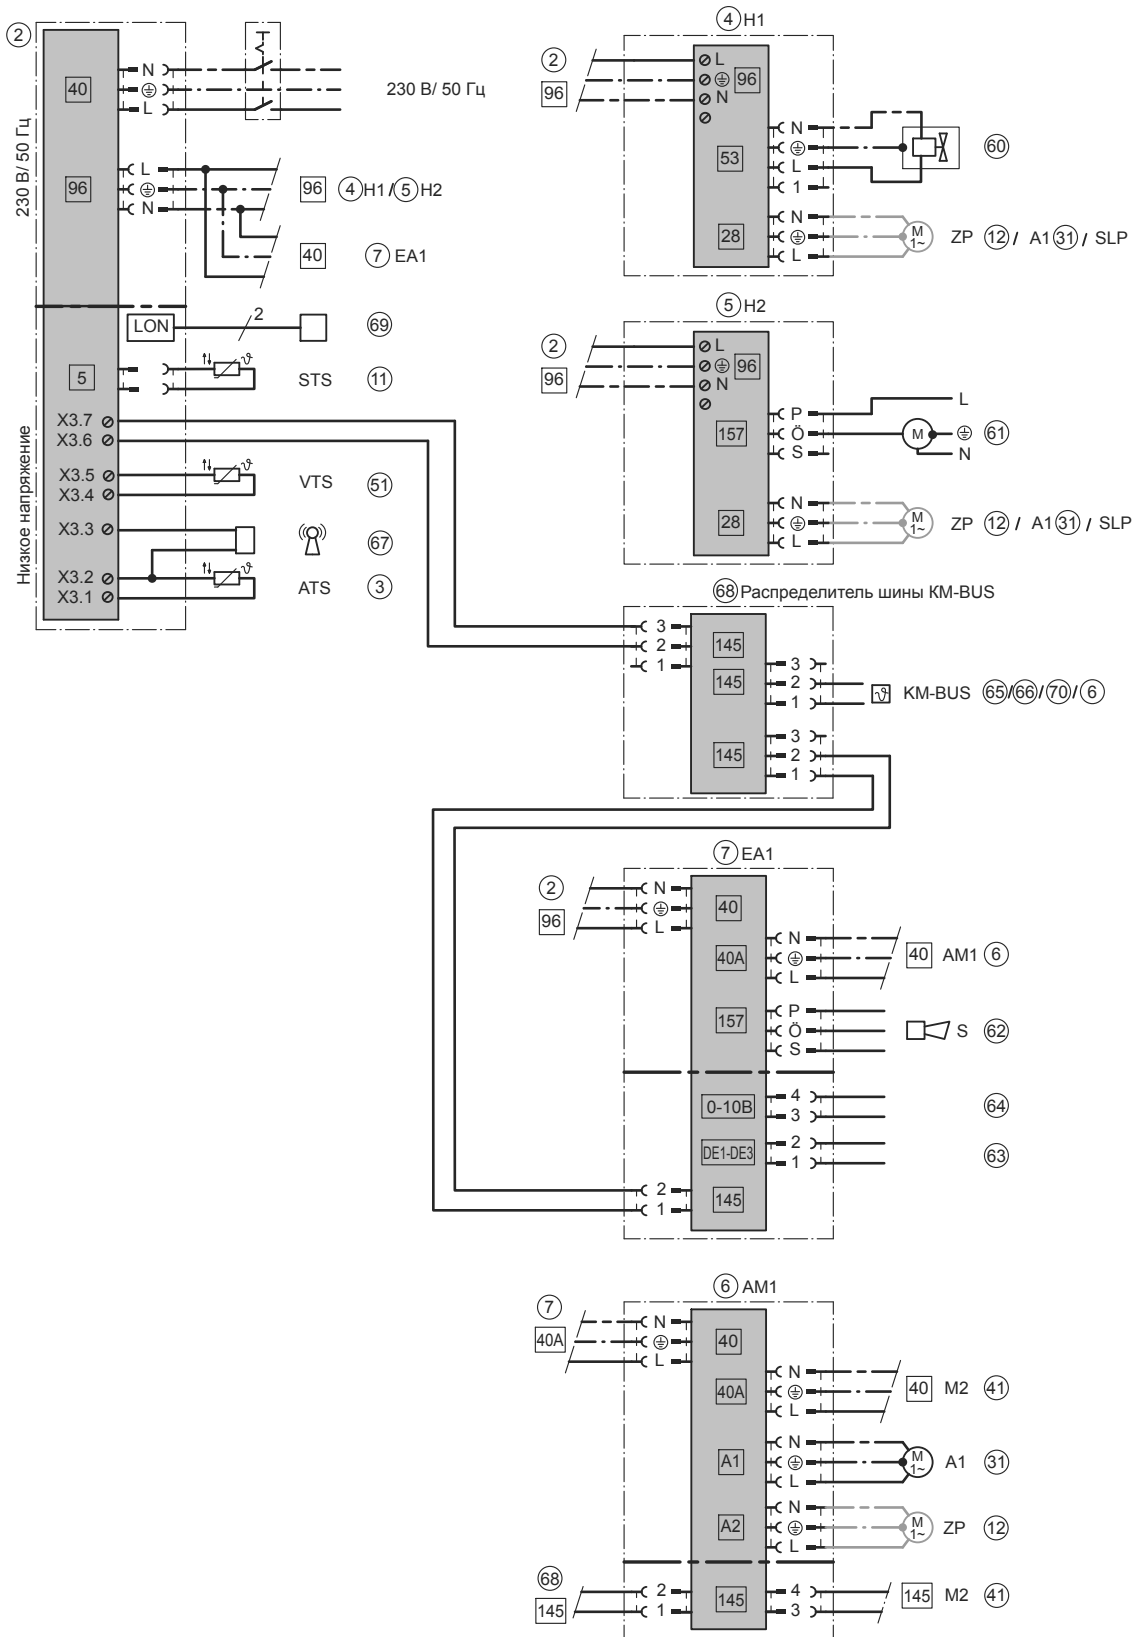 2
230 В/ 50 Гц
40
N
L
230 В/ 50 Гц
96
L
N
96 4 H1 / 5 H2
40 7 EA1
LON 2 69
5 STS 11
Низкое напряжение
X3.7
X3.6
X3.5
X3.4
VTS 51
X3.3
67
X3.2
X3.1
ATS 3
4 H1
2
96
L
N
96
53
N
L
1
60
28
N
L
M
1~
ZP 12 / A1 31 / SLP
5 H2
2
96
L
N
96
157
P
Ö
S
M
L
N
61
28
N
L
M
1~
ZP 12 / A1 31 / SLP
68 Распределитель шины KM-BUS
3
2
1
145
145
3
2
1
KM-BUS 65/66/70/6
145
3
2
1
7 EA1
2
96
N
L
40
40A
N
L
40 AM1 6
157
P
Ö
S
S 62
0-10В
4
3
64
DE1-DE3
2
1
63
2
1
145
6 AM1
7
40A
N
L
40
40A
N
L
40 M2 41
A1
N
L
M
1~
A1 31
A2
N
L
M
1~
ZP 12
68
145
2
1
145
4
3
145 M2 41